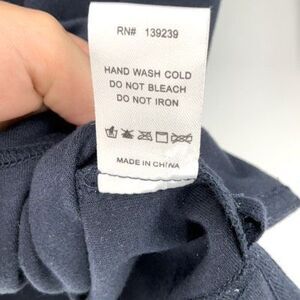 RN# 139239
HAND WASH COLD
DO NOT BLEACH
DO NOT IRON
MADE IN CHINA